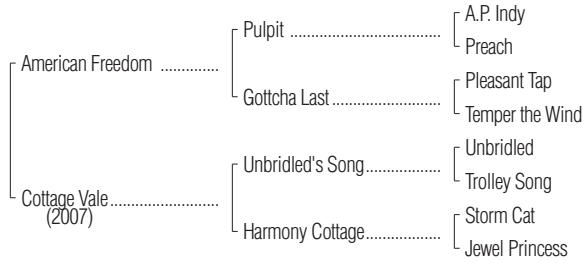 A.P. Indy
Pulpit ..............................
Preach
American Freedom ............
Pleasant Tap
Gottcha Last......................
Temper the Wind
Unbridled
Unbridled's Song...............
Trolley Song
Cottage Vale......................
(2007)
Storm Cat
Harmony Cottage...............
Jewel Princess